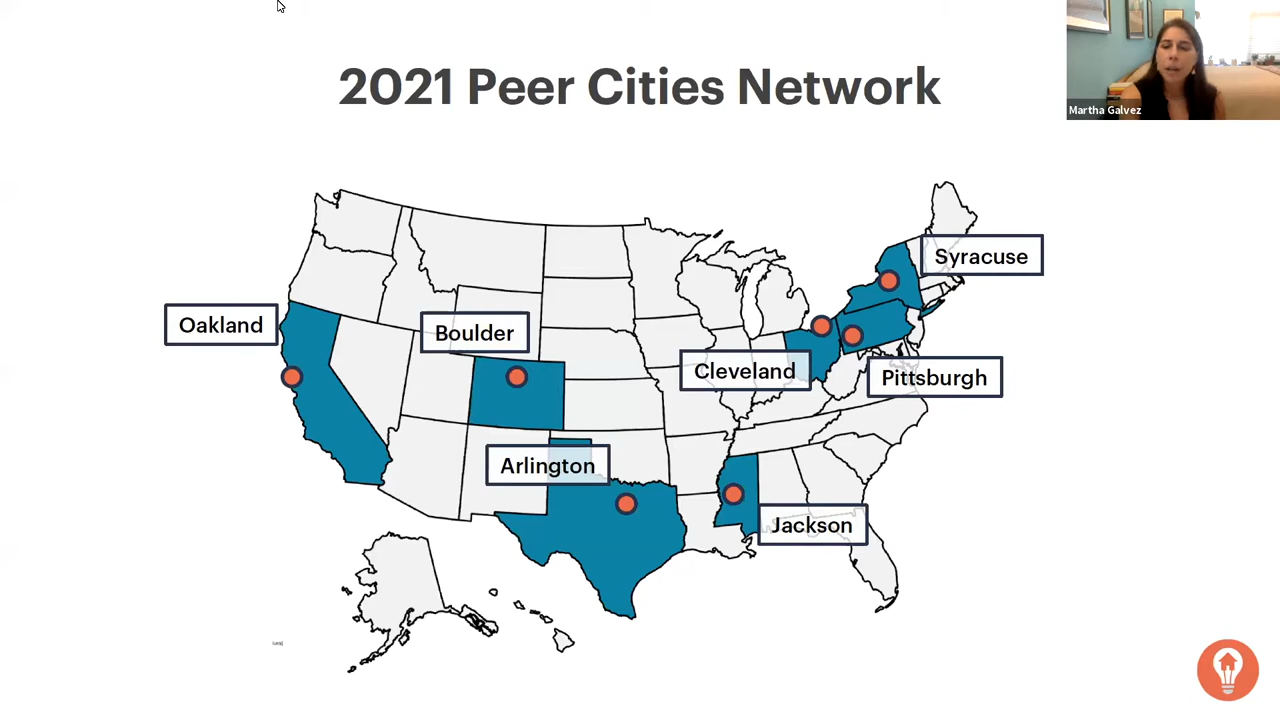 2021 Peer Cities Network
Martha Galvez
Syracuse
Oakland
Boulder
Cleveland
Pittsburgh
Arlington
Jackson